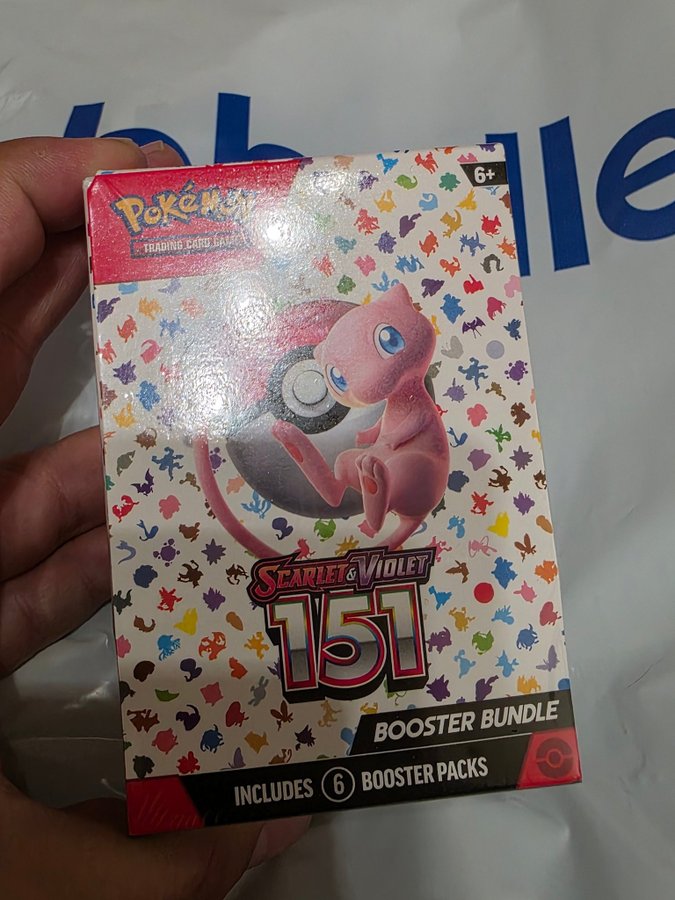 6+
POKéMON
TRADING CARD GAME
SCARLET & VIOLET
151
BOOSTER BUNDLE
INCLUDES 6 BOOSTER PACKS